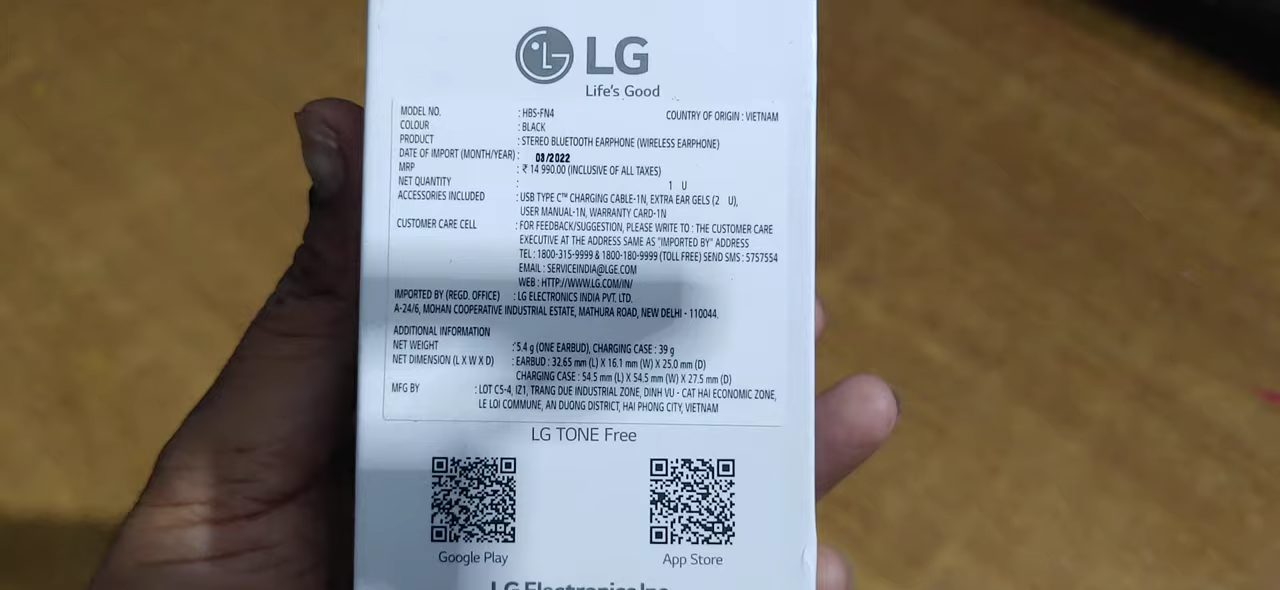 LG
Life's Good
MODEL NO. : HBS-FN4 COUNTRY OF ORIGIN : VIETNAM
COLOUR : BLACK
PRODUCT : STEREO BLUETOOTH EARPHONE (WIRELESS EARPHONE)
DATE OF IMPORT (MONTH/YEAR) : 03/2022
MRP : ₹ 14 990.00 (INCLUSIVE OF ALL TAXES)
NET QUANTITY : 1 U
ACCESSORIES INCLUDED : USB TYPE C™ CHARGING CABLE-1N, EXTRA EAR GELS (2 U),
USER MANUAL-1N, WARRANTY CARD-1N
CUSTOMER CARE CELL : FOR FEEDBACK/SUGGESTION, PLEASE WRITE TO : THE CUSTOMER CARE
EXECUTIVE AT THE ADDRESS SAME AS "IMPORTED BY" ADDRESS
TEL : 1800-315-9999 & 1800-180-9999 (TOLL FREE) SEND SMS : 5757554
EMAIL : SERVICEINDIA@LGE.COM
WEB : HTTP://WWW.LG.COM/IN/
IMPORTED BY (REGD. OFFICE) : LG ELECTRONICS INDIA PVT. LTD.
A-24/6, MOHAN COOPERATIVE INDUSTRIAL ESTATE, MATHURA ROAD, NEW DELHI - 110044.
ADDITIONAL INFORMATION
NET WEIGHT : 5.4 g (ONE EARBUD), CHARGING CASE : 39 g
NET DIMENSION (L X W X D) : EARBUD : 32.65 mm (L) X 16.1 mm (W) X 25.0 mm (D)
CHARGING CASE : 54.5 mm (L) X 54.5 mm (W) X 27.5 mm (D)
MFG BY : LOT C5-4, IZ1, TRANG DUE INDUSTRIAL ZONE, DINH VU - CAT HAI ECONOMIC ZONE,
LE LOI COMMUNE, AN DUONG DISTRICT, HAI PHONG CITY, VIETNAM
LG TONE Free
Google Play App Store
LG Electronics Inc.